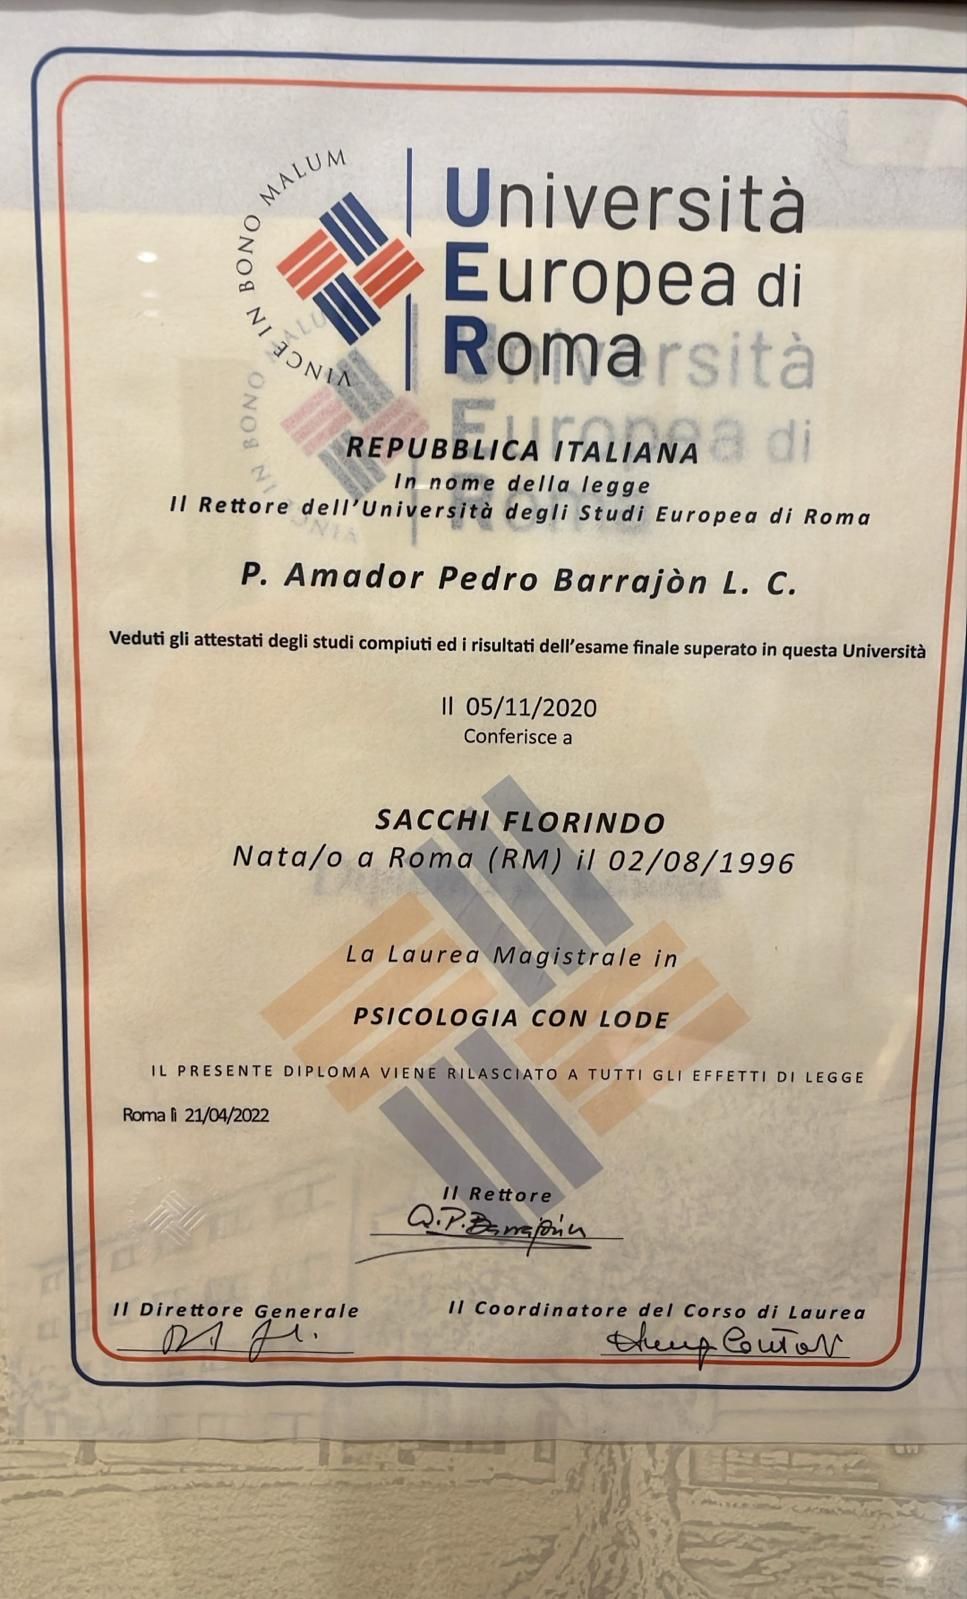 VINCE IN BONO MALUM
Università
Europea di
Roma
REPUBBLICA ITALIANA
In nome della legge
Il Rettore dell'Università degli Studi Europea di Roma
P. Amador Pedro Barrajòn L. C.
Veduti gli attestati degli studi compiuti ed i risultati dell'esame finale superato in questa Università
Il 05/11/2020
Conferisce a
SACCHI FLORINDO
Nata/o a Roma (RM) il 02/08/1996
La Laurea Magistrale in
PSICOLOGIA CON LODE
IL PRESENTE DIPLOMA VIENE RILASCIATO A TUTTI GLI EFFETTI DI LEGGE
Roma lì 21/04/2022
Il Rettore
P. Barrajón
Il Direttore Generale
Il Coordinatore del Corso di Laurea